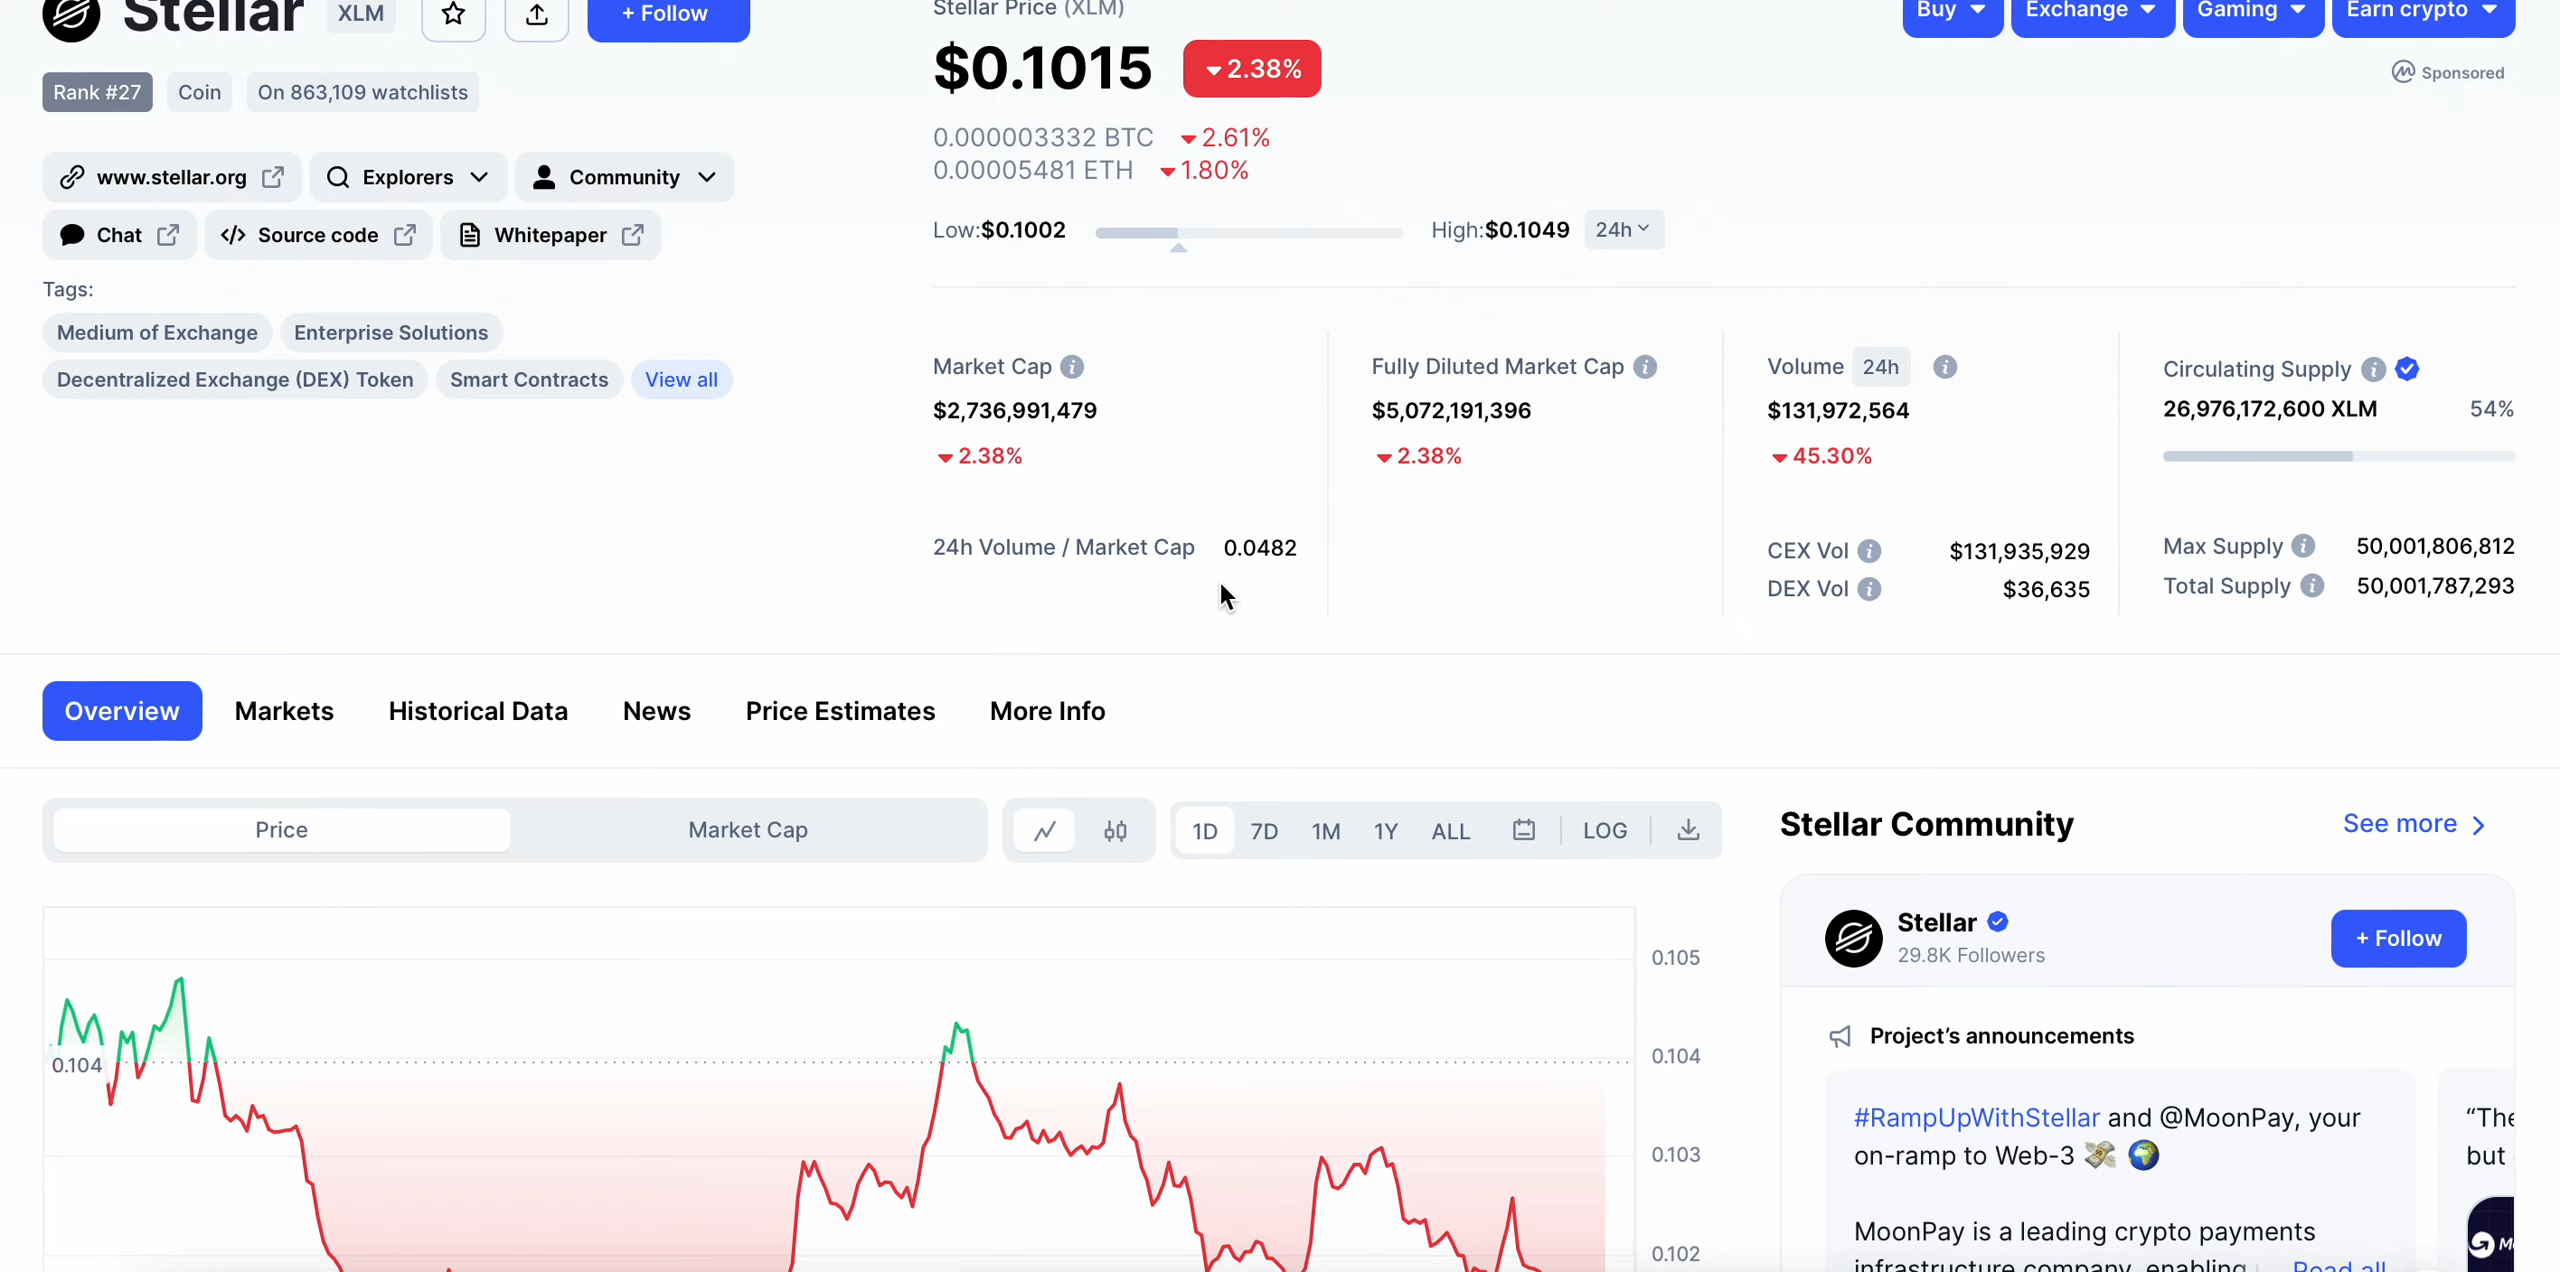 Stellar XLM + Follow
Rank #27 Coin On 863,109 watchlists
www.stellar.org Explorers Community
Chat Source code Whitepaper
Tags:
Medium of Exchange Enterprise Solutions
Decentralized Exchange (DEX) Token Smart Contracts View all
Stellar Price (XLM)
$0.1015 2.38%
0.000003332 BTC 2.61%
0.00005481 ETH 1.80%
Low:$0.1002 High:$0.1049 24h
Buy Exchange Gaming Earn crypto
Sponsored
Market Cap
$2,736,991,479
2.38%
24h Volume / Market Cap 0.0482
Fully Diluted Market Cap
$5,072,191,396
2.38%
Volume 24h
$131,972,564
45.30%
CEX Vol $131,935,929
DEX Vol $36,635
Circulating Supply
26,976,172,600 XLM 54%
Max Supply 50,001,806,812
Total Supply 50,001,787,293
Overview Markets Historical Data News Price Estimates More Info
Price Market Cap 1D 7D 1M 1Y ALL LOG
0.105
0.104 0.104
0.103
0.102
Stellar Community See more
Stellar
29.8K Followers
+ Follow
Project’s announcements
#RampUpWithStellar and @MoonPay, your
on-ramp to Web-3 💸 🌍
MoonPay is a leading crypto payments
infrastructure company, enabling Read all
“The
but